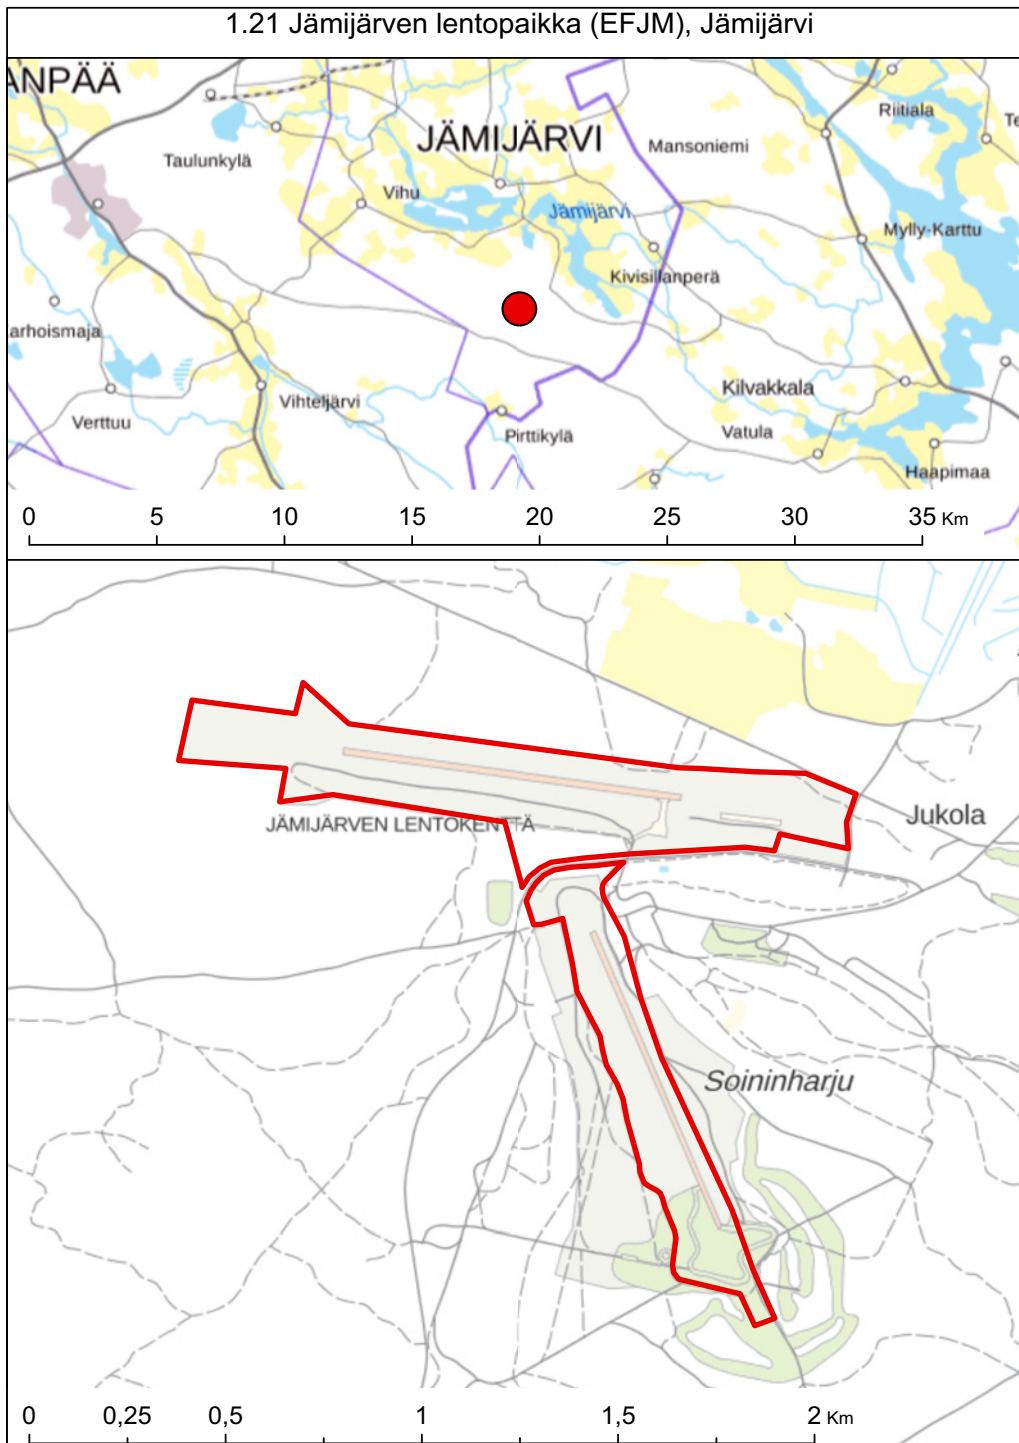 1.21 Jämijärven lentopaikka (EFJM), Jämijärvi
ANPÄÄ
Riitiala
JÄMIJÄRVI
Te
Taulunkylä
Mansoniemi
Vihu
Jämijärvi
Mylly-Karttu
Kivisillanperä
arhoismaja
Kilvakkala
Vihteljärvi
Verttuu
Pirttikylä
Vatula
Haapimaa
0 5 10 15 20 25 30 35 Km
JÄMIJÄRVEN LENTOKENTTÄ
Jukola
Soininharju
0 0,25 0,5 1 1,5 2 Km